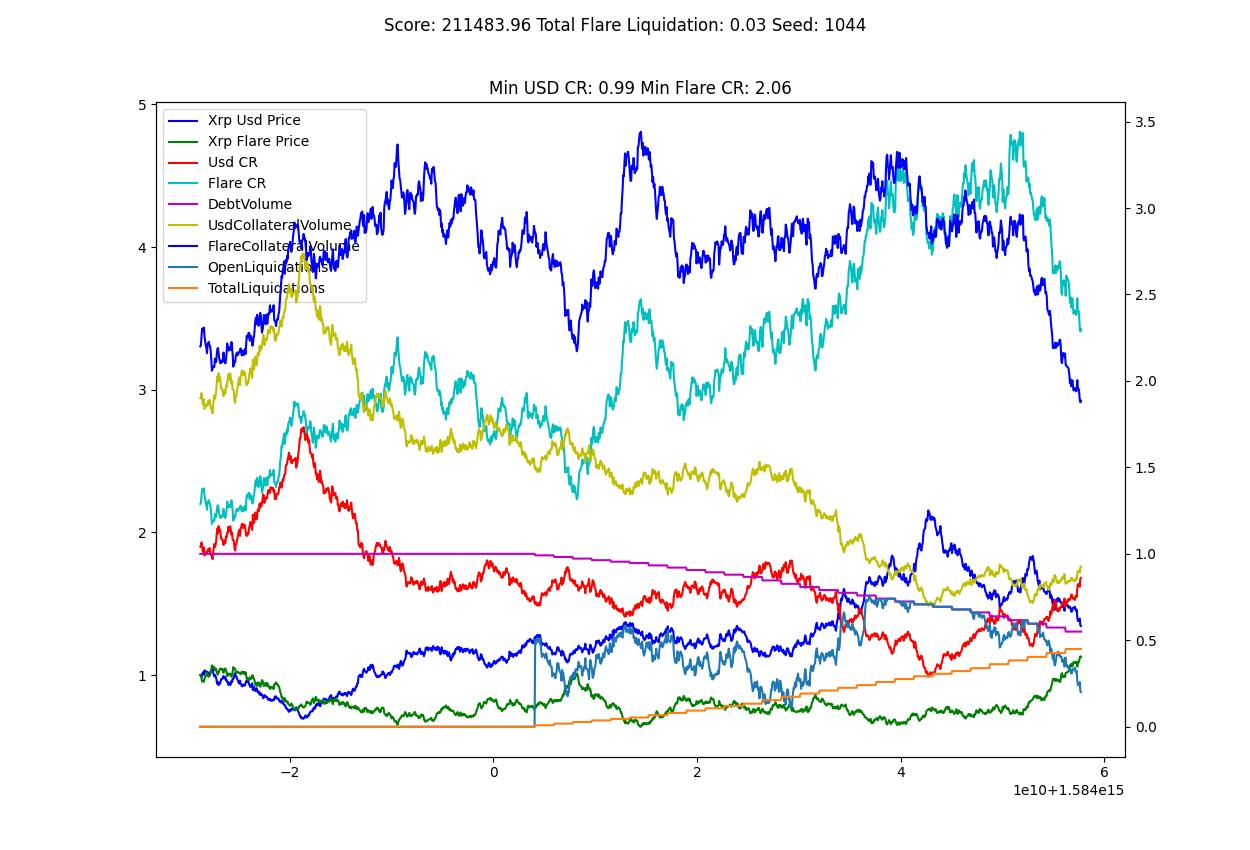 Score: 211483.96 Total Flare Liquidation: 0.03 Seed: 1044
Min USD CR: 0.99 Min Flare CR: 2.06
5
4
3
2
1
3.5
3.0
2.5
2.0
1.5
1.0
0.5
0.0
Xrp Usd Price
Xrp Flare Price
Usd CR
Flare CR
DebtVolume
UsdCollateralVolume
FlareCollateralVolume
OpenLiquidations
TotalLiquidations
−2
0
2
4
6
1e10+1.584e15